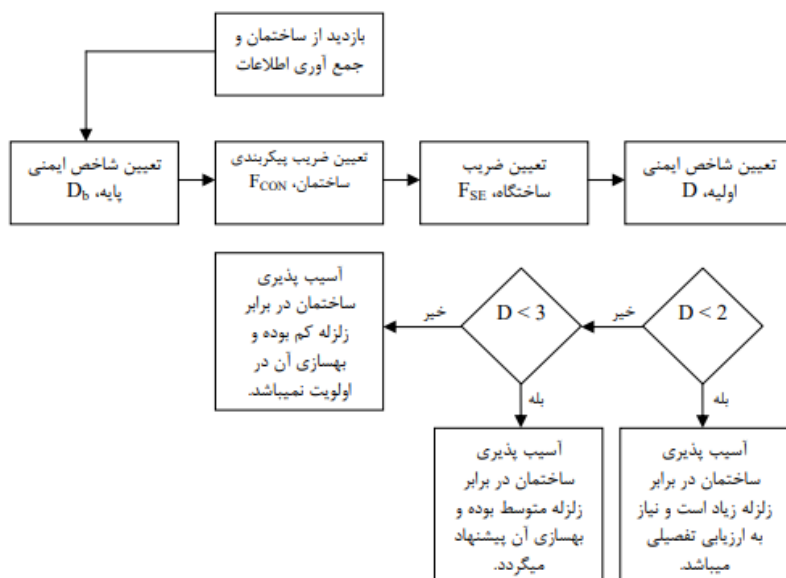 بازدید از ساختمان و
جمع آوری اطلاعات
تعیین شاخص ایمنی
پایه، D_b
تعیین ضریب پیکربندی
ساختمان، F_CON
تعیین ضریب
ساختگاه، F_SE
تعیین شاخص ایمنی
اولیه، D
D < 2
خیر
بله
D < 3
خیر
بله
آسیب پذیری
ساختمان در برابر
زلزله کم بوده و
بهسازی آن در
اولویت نمیباشد.
آسیب پذیری
ساختمان در برابر
زلزله متوسط بوده و
بهسازی آن پیشنهاد
میگردد.
آسیب پذیری
ساختمان در برابر
زلزله زیاد است و نیاز
به ارزیابی تفصیلی
میباشد.